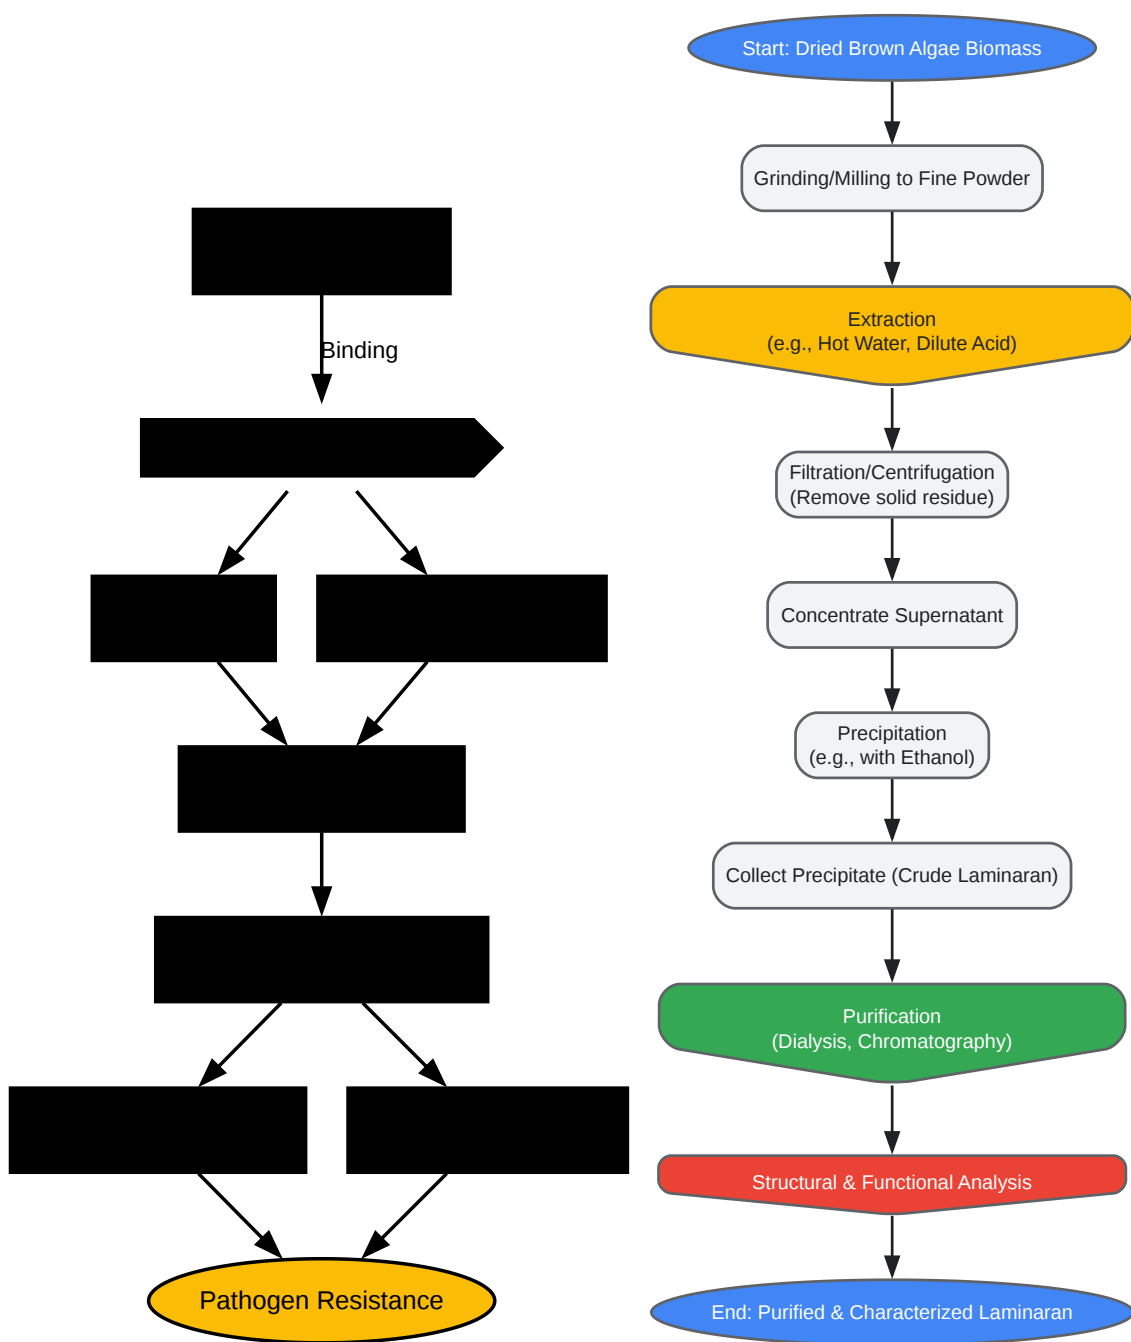 Binding
Pathogen Resistance
Start: Dried Brown Algae Biomass
Grinding/Milling to Fine Powder
Extraction
(e.g., Hot Water, Dilute Acid)
Filtration/Centrifugation
(Remove solid residue)
Concentrate Supernatant
Precipitation
(e.g., with Ethanol)
Collect Precipitate (Crude Laminaran)
Purification
(Dialysis, Chromatography)
Structural & Functional Analysis
End: Purified & Characterized Laminaran